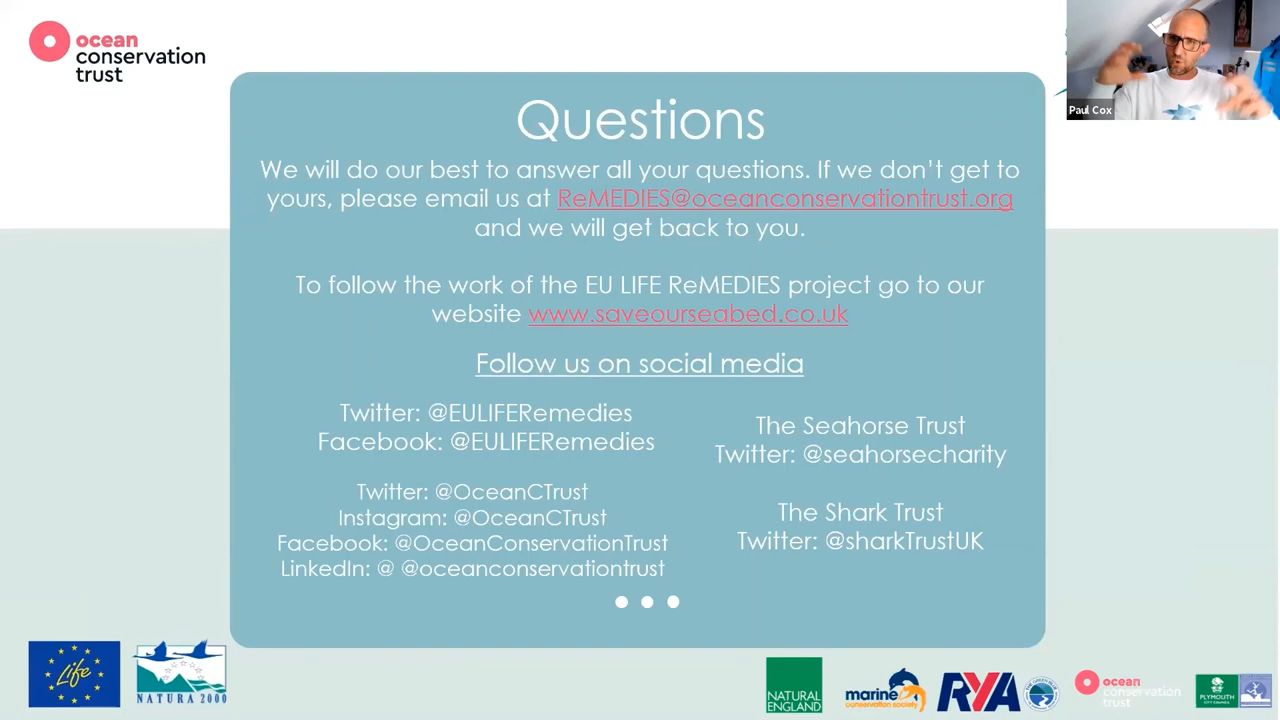 ocean
conservation
trust
Paul Cox
Questions
We will do our best to answer all your questions. If we don’t get to
yours, please email us at ReMEDIES@oceanconservationtrust.org
and we will get back to you.
To follow the work of the EU LIFE ReMEDIES project go to our
website www.saveourseabed.co.uk
Follow us on social media
Twitter: @EULIFERemedies
Facebook: @EULIFERemedies
Twitter: @OceanCTrust
Instagram: @OceanCTrust
Facebook: @OceanConservationTrust
LinkedIn: @ @oceanconservationtrust
The Seahorse Trust
Twitter: @seahorsecharity
The Shark Trust
Twitter: @sharkTrustUK
Life
NATURA 2000
NATURAL
ENGLAND
marine
conservation society
RYA
ocean
conservation
trust
PLYMOUTH
CITY COUNCIL